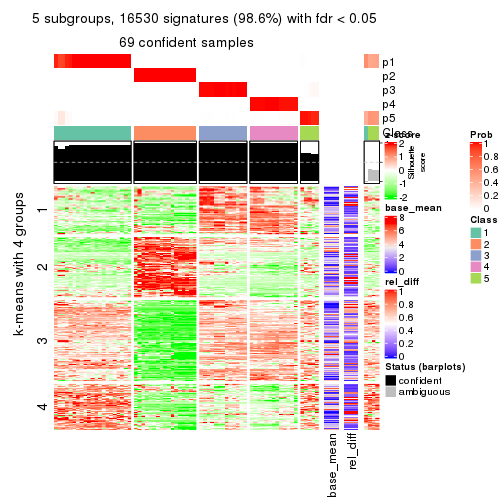 5 subgroups, 16530 signatures (98.6%) with fdr < 0.05
69 confident samples
p1
p2
p3
p4
p5
Class
z-score
2
1
0
-1
-2
Silhouette
score
Prob
1
0.8
0.6
0.4
0.2
0
base_mean
8
6
4
2
0
Class
1
2
3
4
5
rel_diff
1
0.8
0.6
0.4
0.2
0
Status (barplots)
confident
ambiguous
k-means with 4 groups
1
2
3
4
base_mean
rel_diff